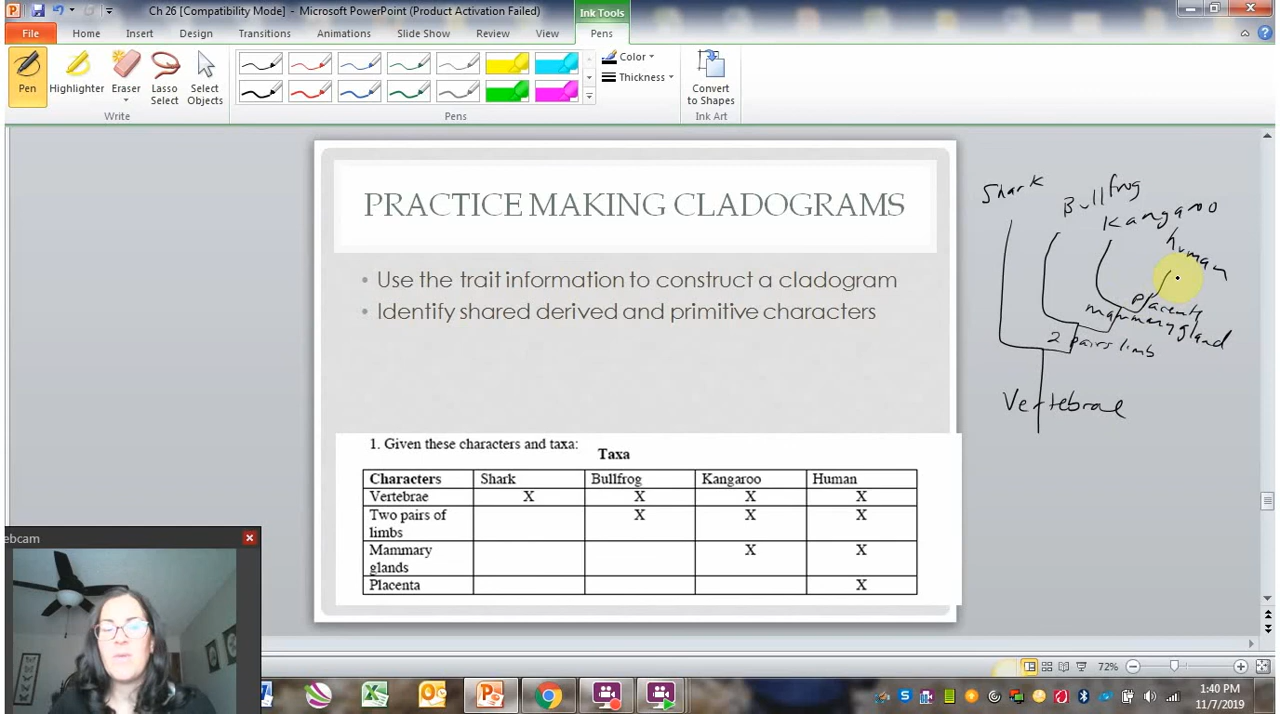 Ch 26 [Compatibility Mode] - Microsoft PowerPoint (Product Activation Failed)
Ink Tools
File Home Insert Design Transitions Animations Slide Show Review View Pens
Pen Highlighter Eraser Lasso Select Select Objects
Color
Thickness
Convert to Shapes
Write Pens Ink Art
PRACTICE MAKING CLADOGRAMS
• Use the trait information to construct a cladogram
• Identify shared derived and primitive characters
1. Given these characters and taxa:
Taxa
Characters Shark Bullfrog Kangaroo Human
Vertebrae X X X X
Two pairs of limbs X X X
Mammary glands X X
Placenta X
Shark
Bullfrog
Kangaroo
human
Placenta
mammary gland
2 pairs limb
Vertebrae
ebcam
72%
1:40 PM
11/7/2019